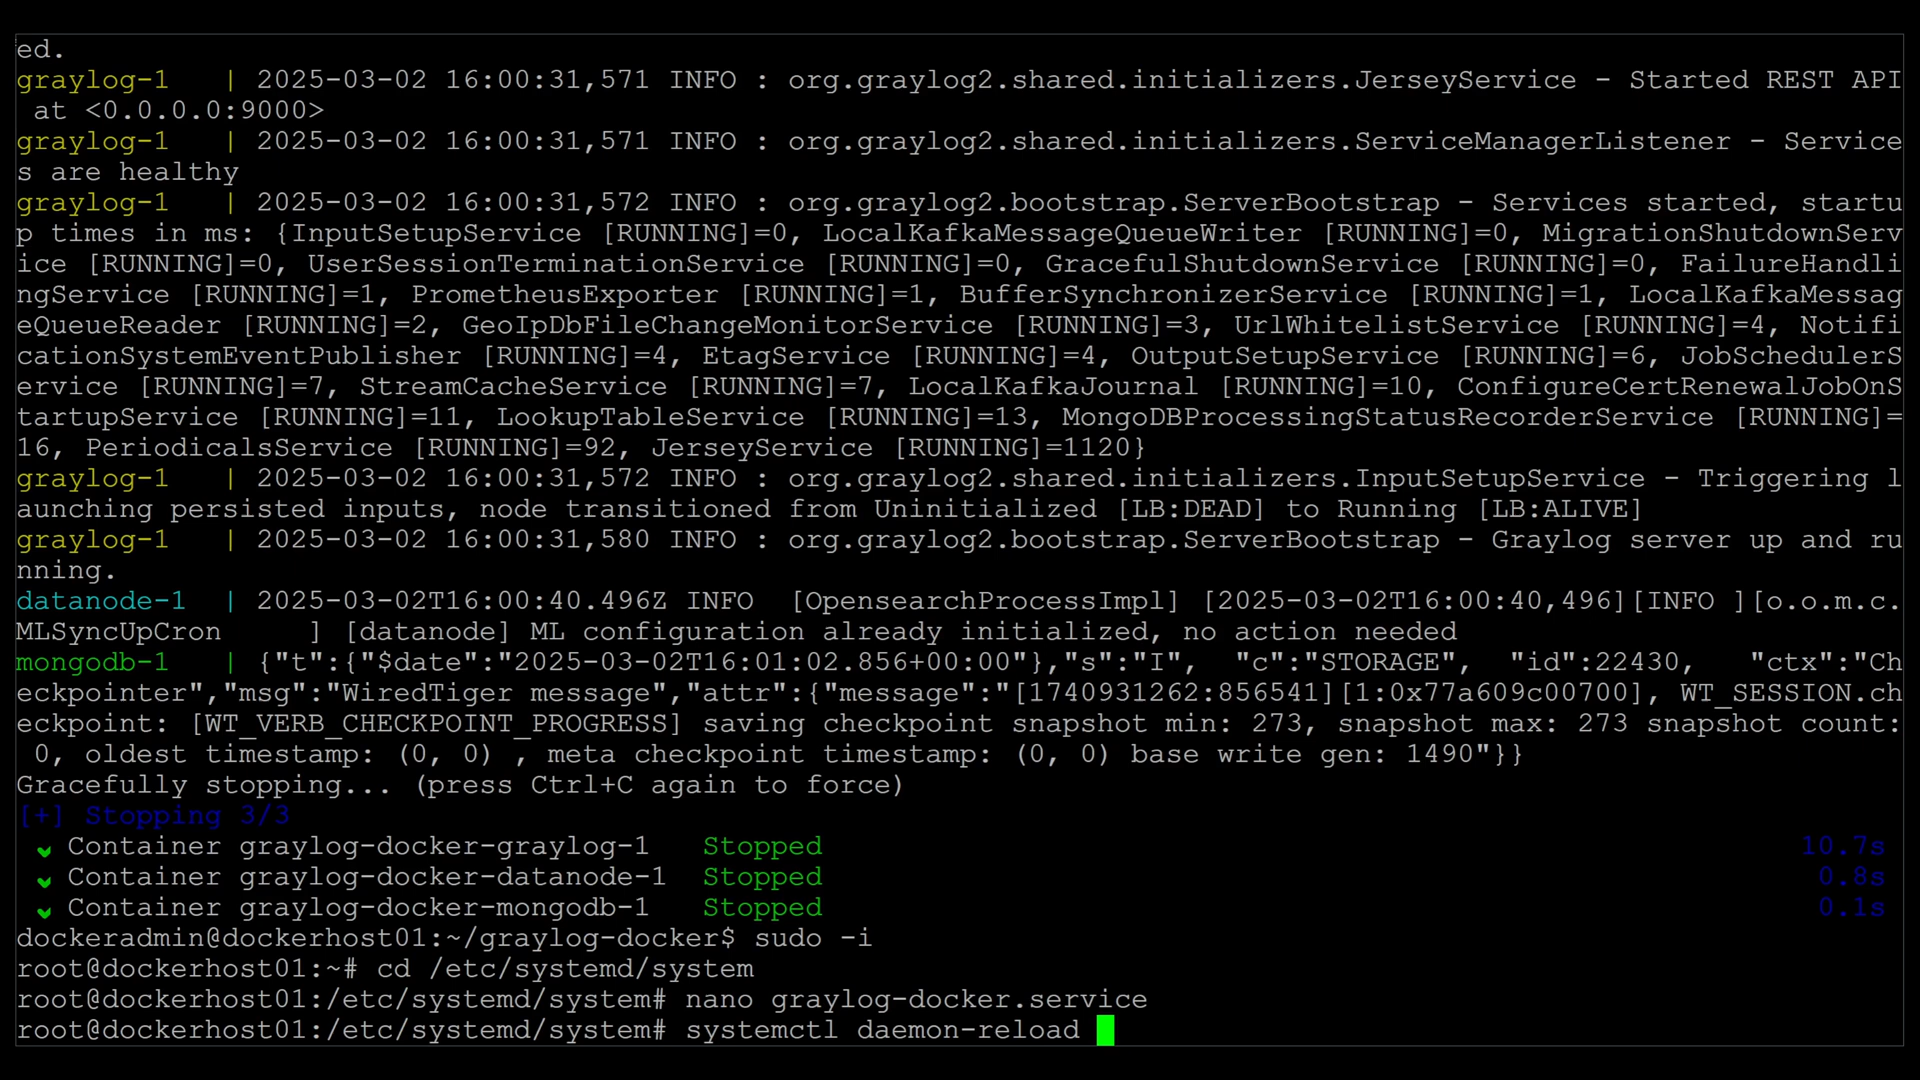 ed.
graylog-1   | 2025-03-02 16:00:31,571 INFO : org.graylog2.shared.initializers.JerseyService - Started REST API
 at <0.0.0.0:9000>
graylog-1   | 2025-03-02 16:00:31,571 INFO : org.graylog2.shared.initializers.ServiceManagerListener - Service
s are healthy
graylog-1   | 2025-03-02 16:00:31,572 INFO : org.graylog2.bootstrap.ServerBootstrap - Services started, startu
p times in ms: {InputSetupService [RUNNING]=0, LocalKafkaMessageQueueWriter [RUNNING]=0, MigrationShutdownServ
ice [RUNNING]=0, UserSessionTerminationService [RUNNING]=0, GracefulShutdownService [RUNNING]=0, FailureHandli
ngService [RUNNING]=1, PrometheusExporter [RUNNING]=1, BufferSynchronizerService [RUNNING]=1, LocalKafkaMessag
eQueueReader [RUNNING]=2, GeoIpDbFileChangeMonitorService [RUNNING]=3, UrlWhitelistService [RUNNING]=4, Notifi
cationSystemEventPublisher [RUNNING]=4, EtagService [RUNNING]=4, OutputSetupService [RUNNING]=6, JobSchedulerS
ervice [RUNNING]=7, StreamCacheService [RUNNING]=7, LocalKafkaJournal [RUNNING]=10, ConfigureCertRenewalJobOnS
tartupService [RUNNING]=11, LookupTableService [RUNNING]=13, MongoDBProcessingStatusRecorderService [RUNNING]=
16, PeriodicalsService [RUNNING]=92, JerseyService [RUNNING]=1120}
graylog-1   | 2025-03-02 16:00:31,572 INFO : org.graylog2.shared.initializers.InputSetupService - Triggering l
aunching persisted inputs, node transitioned from Uninitialized [LB:DEAD] to Running [LB:ALIVE]
graylog-1   | 2025-03-02 16:00:31,580 INFO : org.graylog2.bootstrap.ServerBootstrap - Graylog server up and ru
nning.
datanode-1  | 2025-03-02T16:00:40.496Z INFO  [OpensearchProcessImpl] [2025-03-02T16:00:40,496][INFO ][o.o.m.c.
MLSyncUpCron     ] [datanode] ML configuration already initialized, no action needed
mongodb-1   | {"t":{"$date":"2025-03-02T16:01:02.856+00:00"},"s":"I",  "c":"STORAGE",  "id":22430,   "ctx":"Ch
eckpointer","msg":"WiredTiger message","attr":{"message":"[1740931262:856541][1:0x77a609c00700], WT_SESSION.ch
eckpoint: [WT_VERB_CHECKPOINT_PROGRESS] saving checkpoint snapshot min: 273, snapshot max: 273 snapshot count:
 0, oldest timestamp: (0, 0) , meta checkpoint timestamp: (0, 0) base write gen: 1490"}}
Gracefully stopping... (press Ctrl+C again to force)
[+] Stopping 3/3
 ✔ Container graylog-docker-graylog-1   Stopped 10.7s
 ✔ Container graylog-docker-datanode-1  Stopped 0.8s
 ✔ Container graylog-docker-mongodb-1   Stopped 0.1s
dockeradmin@dockerhost01:~/graylog-docker$ sudo -i
root@dockerhost01:~# cd /etc/systemd/system
root@dockerhost01:/etc/systemd/system# nano graylog-docker.service
root@dockerhost01:/etc/systemd/system# systemctl daemon-reload